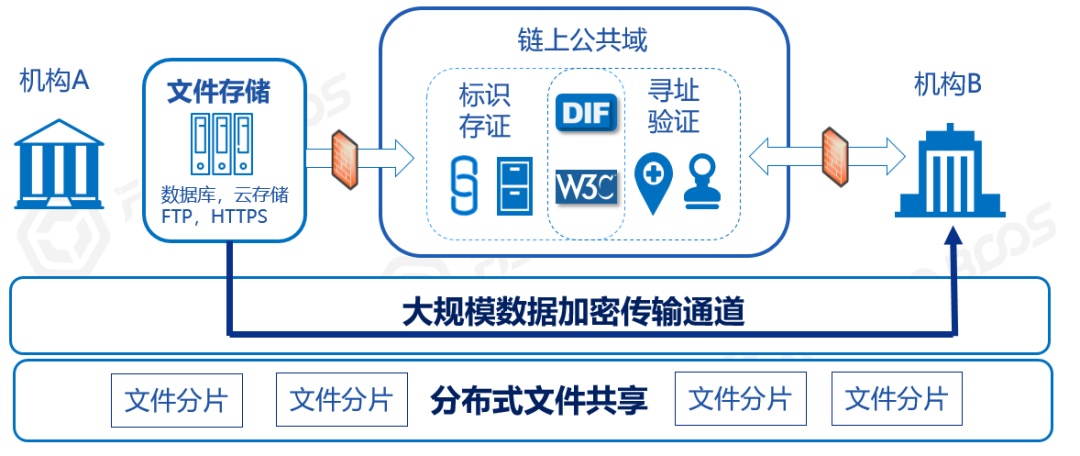 链上公共域
机构A
文件存储
数据库，云存储
FTP，HTTPS
标识
存证
DIF
W3C
寻址
验证
机构B
大规模数据加密传输通道
文件分片
文件分片
分布式文件共享
文件分片
文件分片